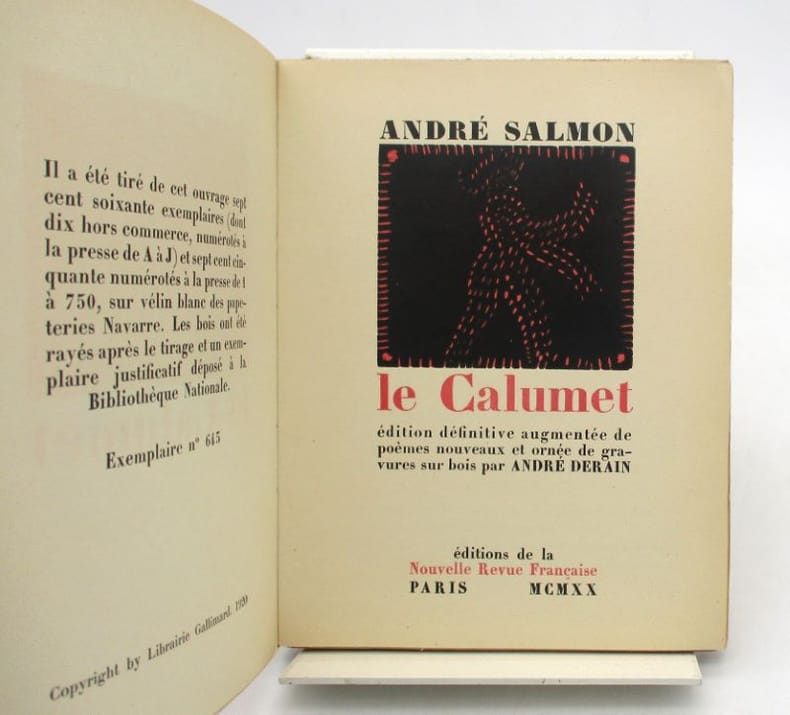 Il a été tiré de cet ouvrage sept
cent soixante exemplaires (dont
dix hors commerce, numérotés à
la presse de A à J) et sept cent cin-
quante numérotés à la presse de 1
à 750, sur vélin blanc des pape-
teries Navarre. Les bois ont été
rayés après le tirage et un exem-
plaire justificatif déposé à la
Bibliothèque Nationale.
Exemplaire n° 645
Copyright by Librairie Gallimard. 1920
ANDRÉ SALMON
le Calumet
édition définitive augmentée de
poèmes nouveaux et ornée de gra-
vures sur bois par ANDRÉ DERAIN
éditions de la
Nouvelle Revue Française
PARIS MCMXX